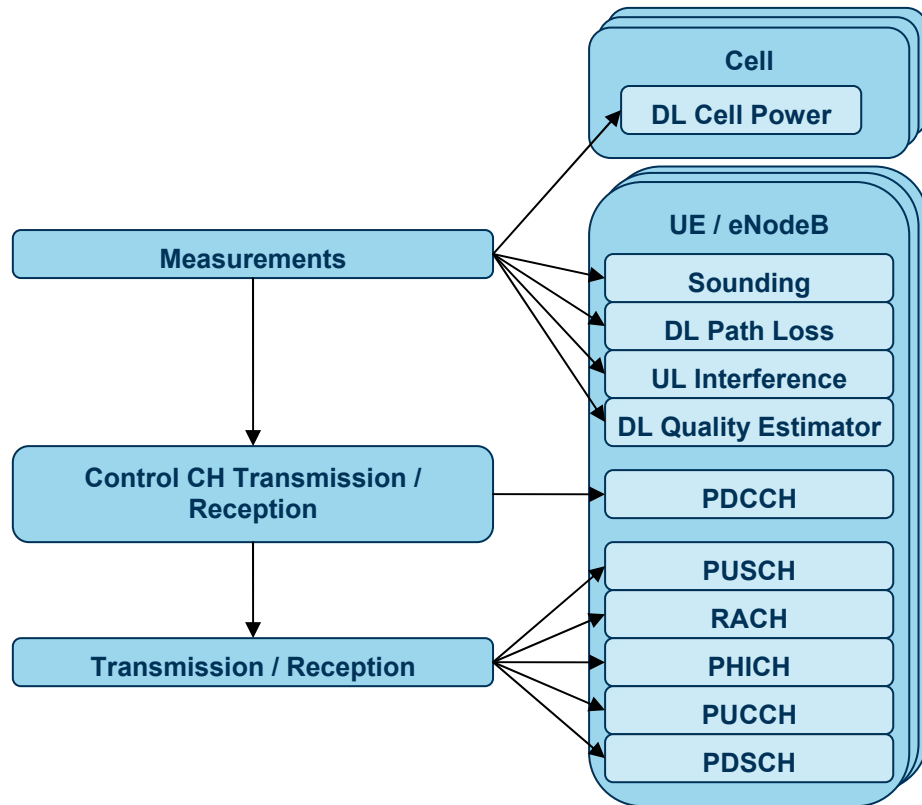 Cell
DL Cell Power
UE / eNodeB
Measurements
Sounding
DL Path Loss
UL Interference
DL Quality Estimator
Control CH Transmission /
Reception
PDCCH
PUSCH
RACH
Transmission / Reception
PHICH
PUCCH
PDSCH